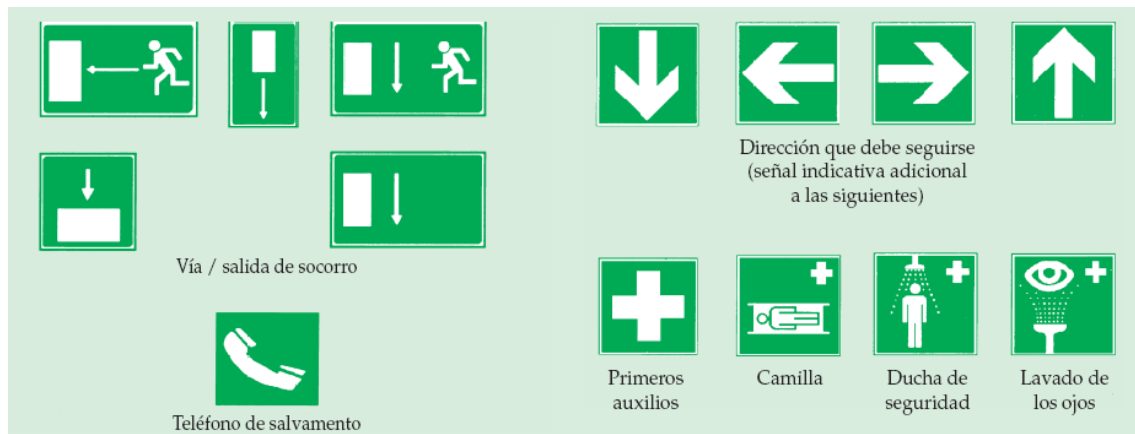 Vía / salida de socorro
Teléfono de salvamento
Dirección que debe seguirse
(señal indicativa adicional
a las siguientes)
Primeros
auxilios
Camilla
Ducha de
seguridad
Lavado de
los ojos